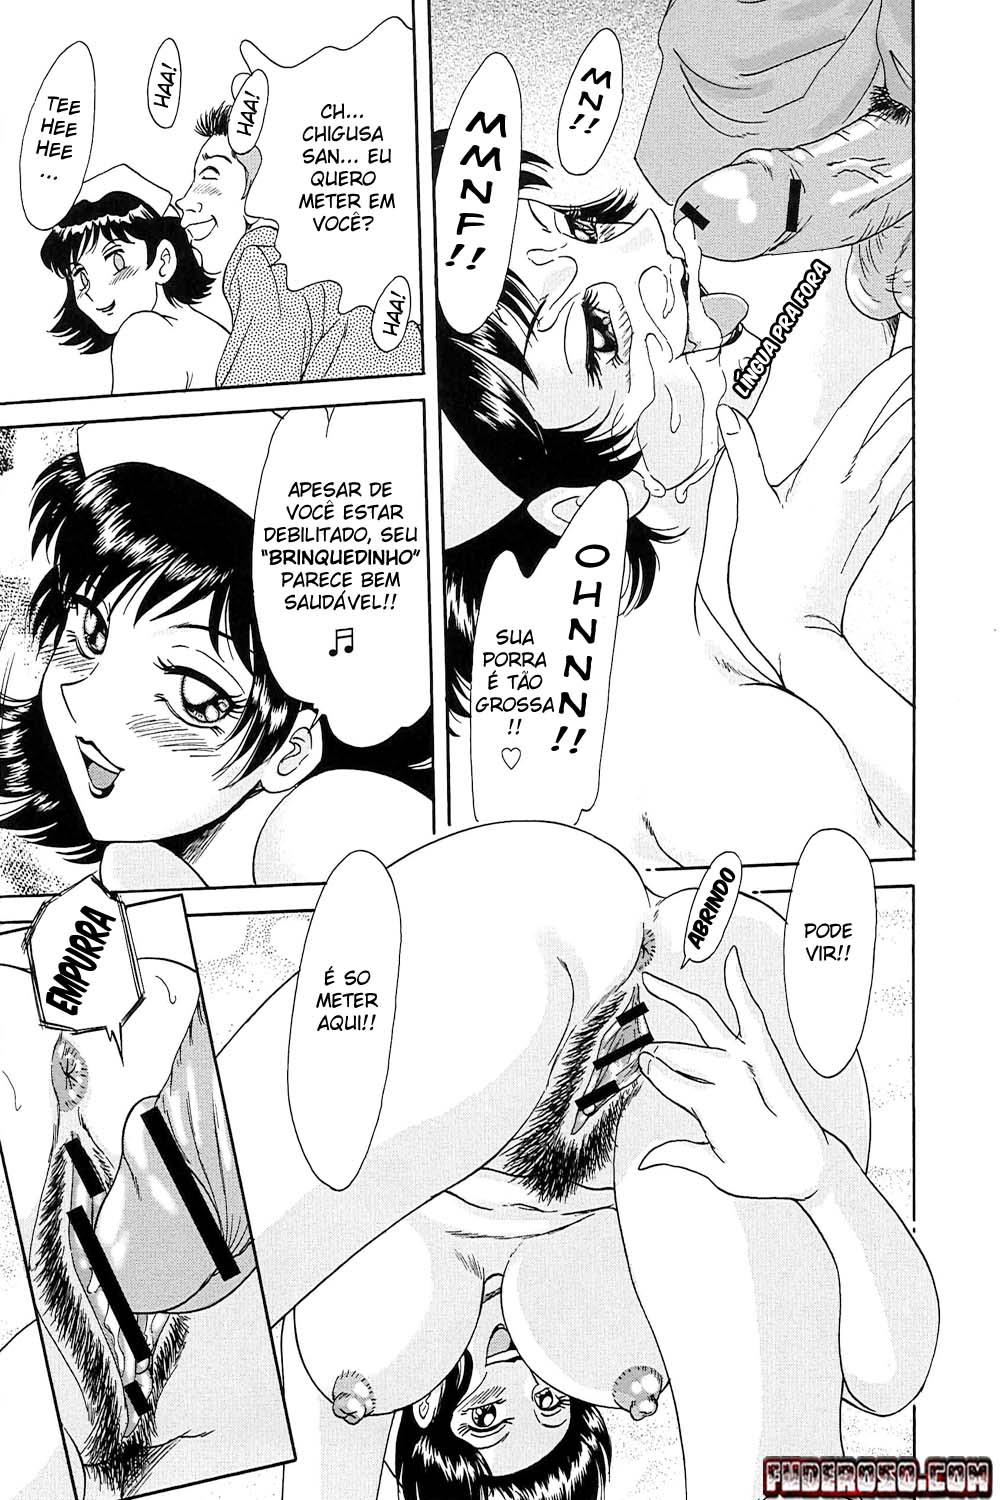 MN!!
MMNF!!
LÍNGUA PRA FORA
OHNNN!!
SUA
PORRA
É TÃO
GROSSA
!! ♡
CH...
CHIGUSA
SAN... EU
QUERO
METER EM
VOCÊ?
HAA!
HAA!
HAA!
TEE
HEE
HEE
...
APESAR DE
VOCÊ ESTAR
DEBILITADO, SEU
"BRINQUEDINHO"
PARECE BEM
SAUDÁVEL!!
♫
PODE
VIR!!
ABRINDO
É SO
METER
AQUI!!
EMPURRA
FUDEROSO.COM